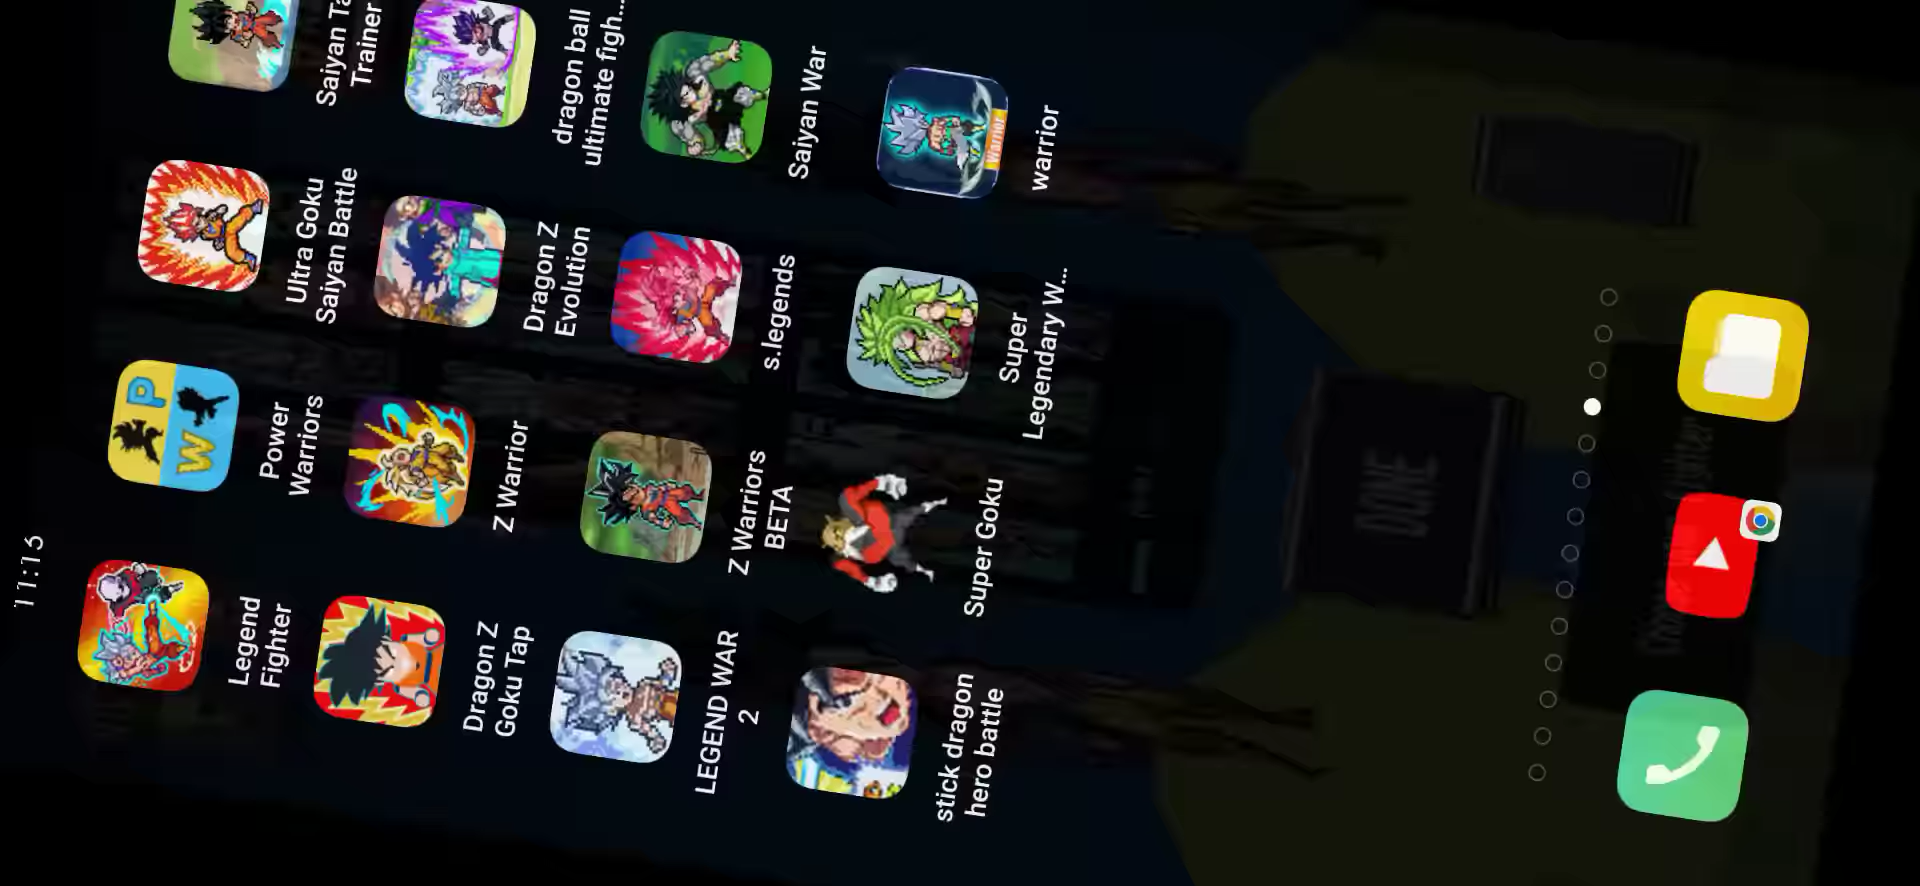 11:15
Legend
Fighter
Power
Warriors
Ultra Goku
Saiyan Battle
Saiyan Ta
Trainer
Dragon Z
Goku Tap
Z Warrior
Dragon Z
Evolution
dragon ball
ultimate figh...
LEGEND WAR
2
Z Warriors
BETA
s.legends
Saiyan War
stick dragon
hero battle
Super Goku
Super
Legendary W...
warrior
P
W
Warrior
DONE